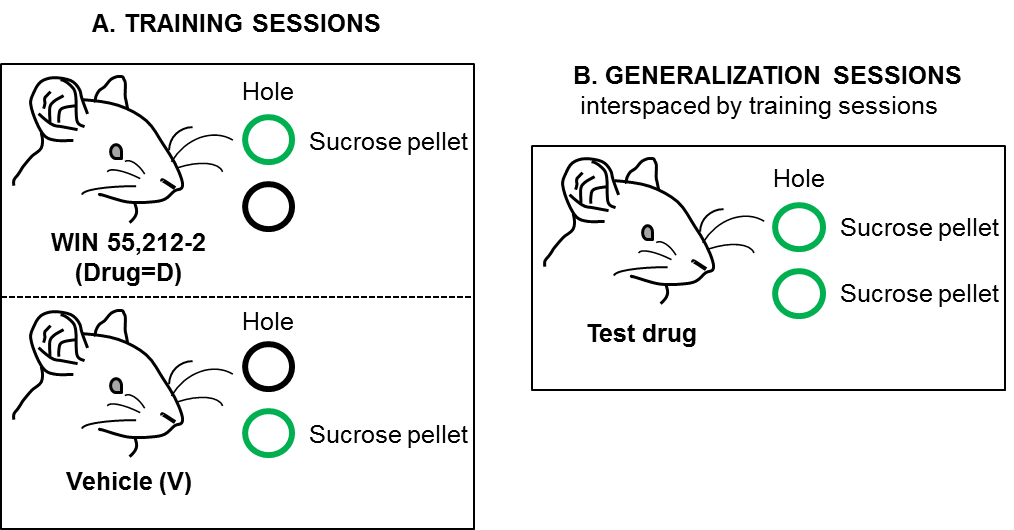 A. TRAINING SESSIONS
Hole
Sucrose pellet
WIN 55,212-2
(Drug=D)
Hole
Sucrose pellet
Vehicle (V)
B. GENERALIZATION SESSIONS
interspaced by training sessions
Hole
Sucrose pellet
Sucrose pellet
Test drug